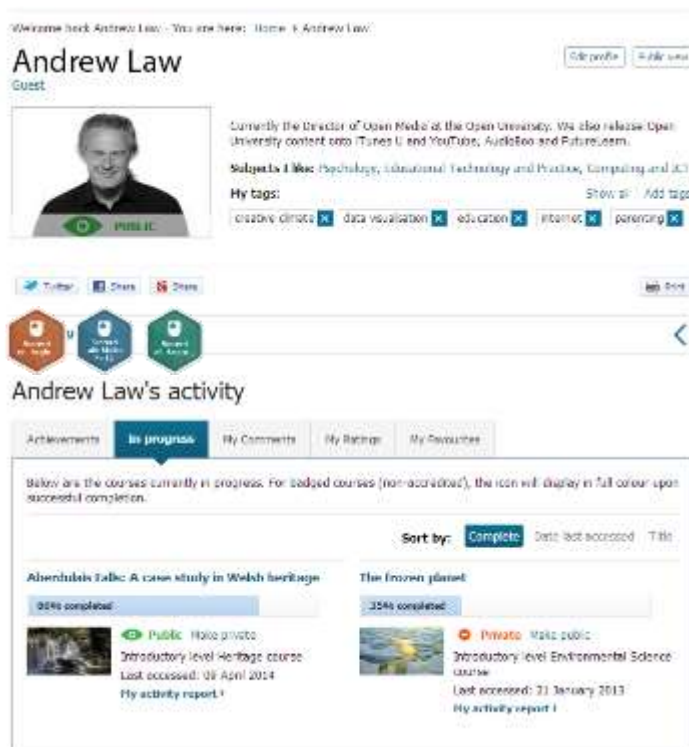 Welcome back Andrew Law - You are here: Home › Andrew Law
Andrew Law
Edit profile Public view
Guest
Currently the Director of Open Media at the Open University. We also release Open
University content onto iTunes U and YouTube, AudioBoo and FutureLearn.
Subjects I like: Psychology, Educational Technology and Practice, Computing and ICT
My tags: Show all Add tags
creative climate x data visualisation x education x internet x parenting x
PUBLIC
Twitter Share Share Print
Andrew Law's activity
Achievements In progress My Comments My Ratings My Favourites
Below are the courses currently in progress. For badged courses (non-accredited), the icon will display in full colour upon
successful completion.
Sort by: Complete Date last accessed Title
Aberdulais Falls: A case study in Welsh heritage
completed
Public Make private
Introductory level Heritage course
Last accessed: April 2014
My activity report ›
The frozen planet
35% completed
Private Make public
Introductory level Environmental Science
course
Last accessed: 21 January 2013
My activity report ›